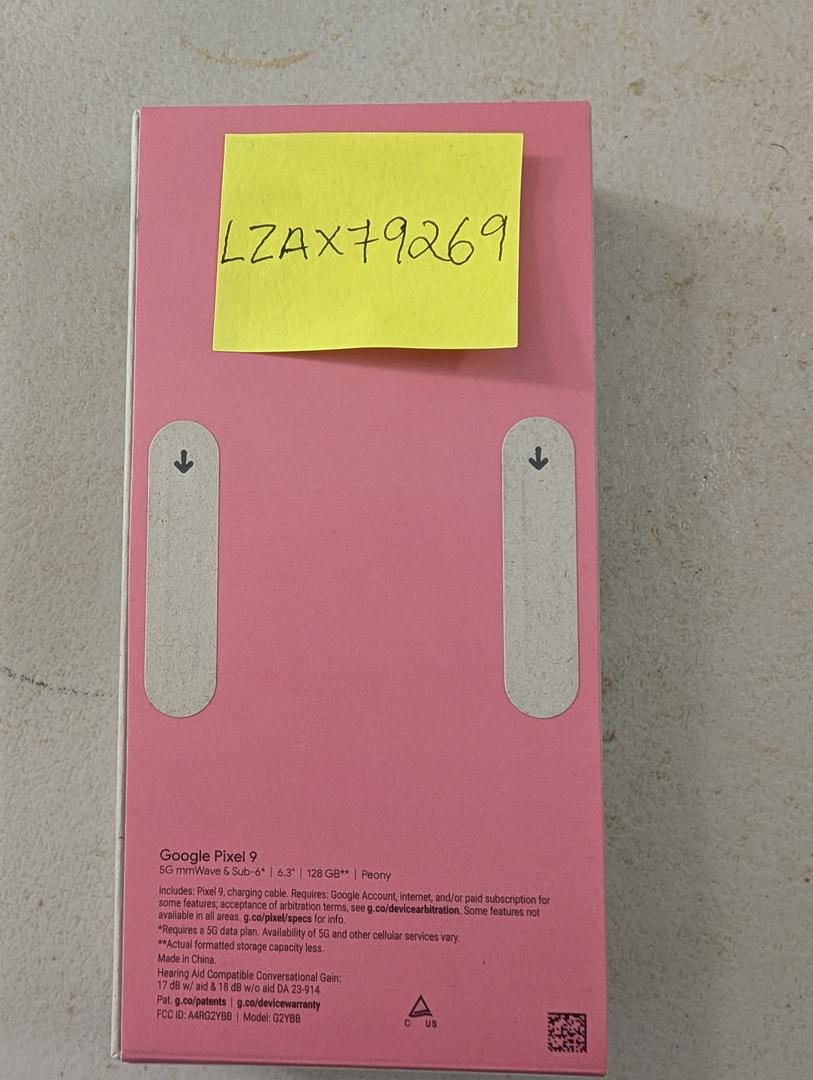 LZAX79269
Google Pixel 9
5G mmWave & Sub-6* | 6.3" | 128 GB** | Peony
Includes: Pixel 9, charging cable. Requires: Google Account, internet, and/or paid subscription for
some features; acceptance of arbitration terms, see g.co/devicearbitration. Some features not
available in all areas. g.co/pixel/specs for info.
*Requires a 5G data plan. Availability of 5G and other cellular services vary.
**Actual formatted storage capacity less.
Made in China.
Hearing Aid Compatible Conversational Gain:
17 dB w/ aid & 18 dB w/o aid DA 23-914
Pat. g.co/patents | g.co/devicewarranty
FCC ID: A4RG2YBB | Model: G2YBB
C US